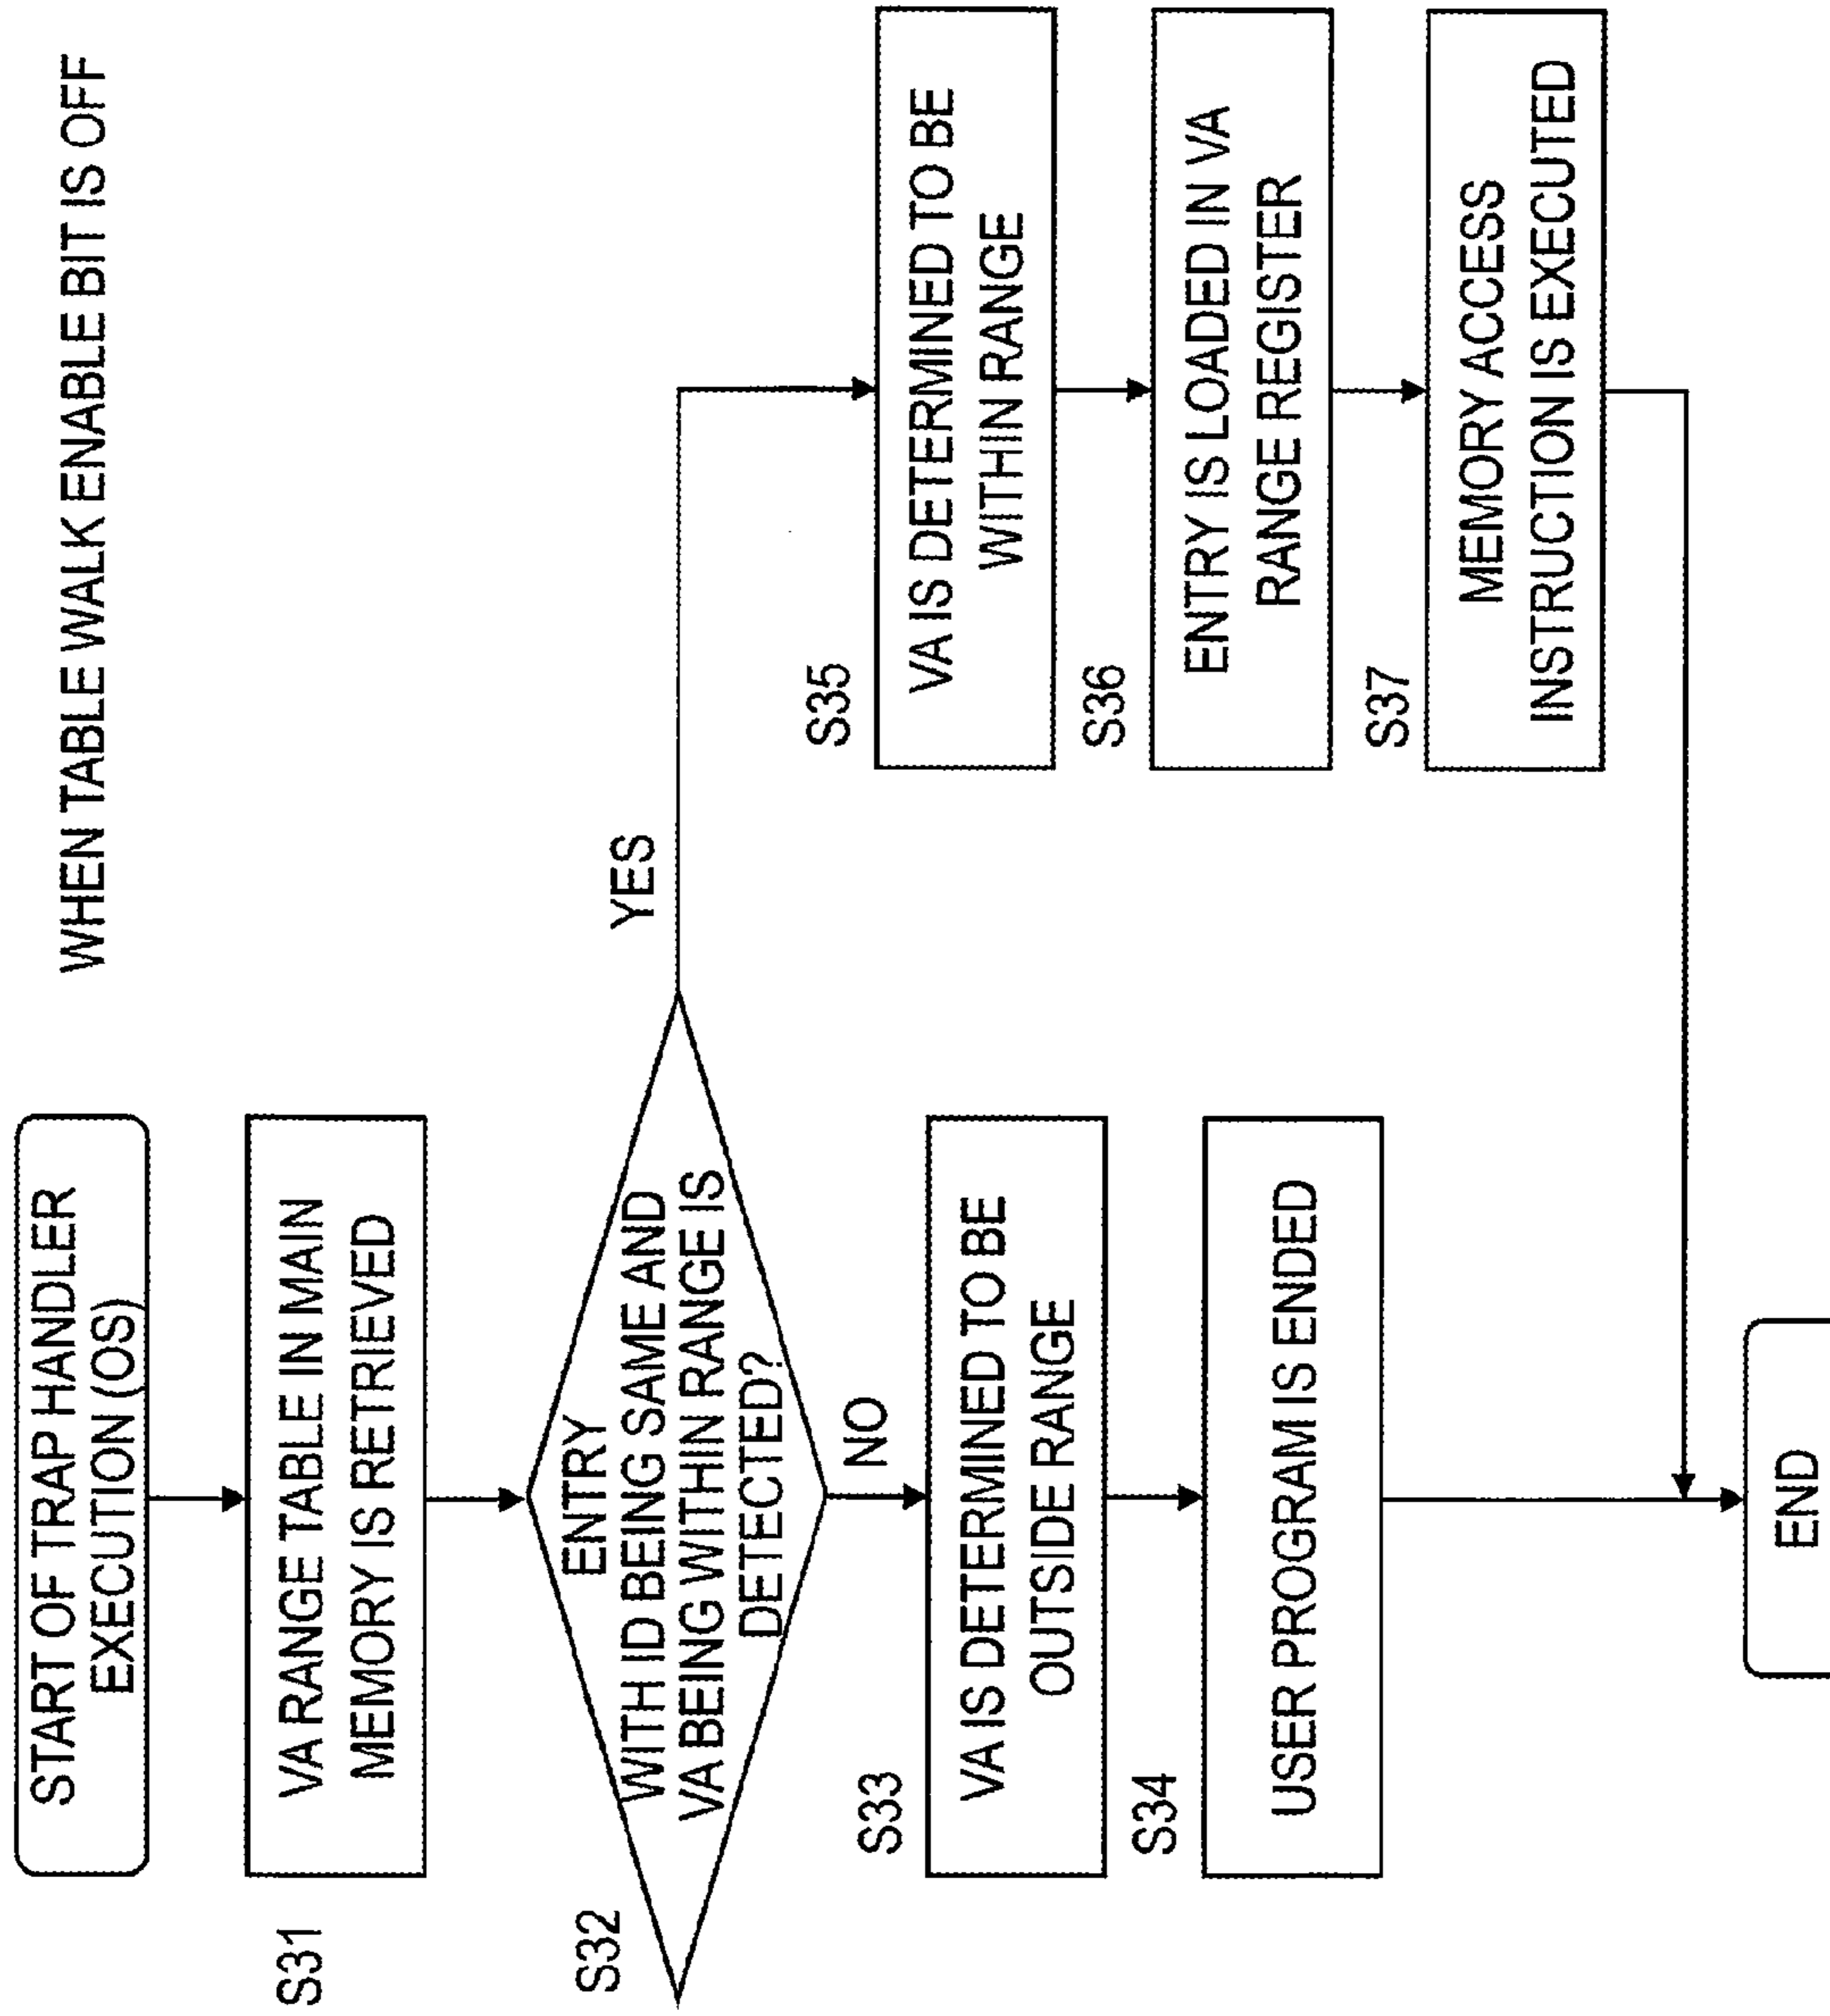 WHEN TABLE WALK ENABLE BIT IS OFF
START OF TRAP HANDLER
EXECUTION (OS)
S31
VA RANGE TABLE IN MAIN
MEMORY IS RETRIEVED
S32
ENTRY
WITH ID BEING SAME AND
VA BEING WITHIN RANGE IS
DETECTED?
YES
NO
S33
VA IS DETERMINED TO BE
OUTSIDE RANGE
S34
USER PROGRAM IS ENDED
S35
VA IS DETERMINED TO BE
WITHIN RANGE
S36
ENTRY IS LOADED IN VA
RANGE REGISTER
S37
MEMORY ACCESS
INSTRUCTION IS EXECUTED
END